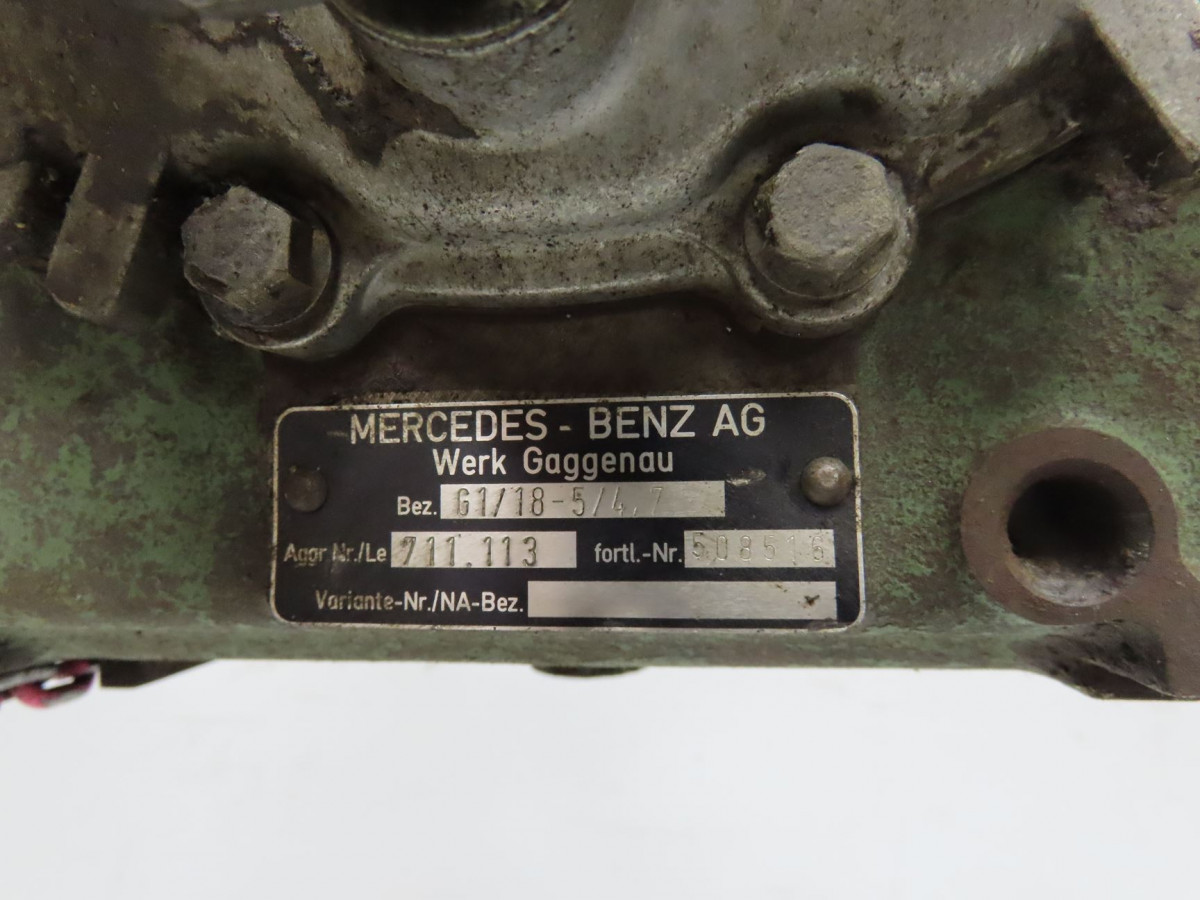 MERCEDES - BENZ AG
Werk Gaggenau
Bez. G1/18-5/4,7
Aggr Nr./Le 711.113 fortl.-Nr. 508516
Variante-Nr./NA-Bez.